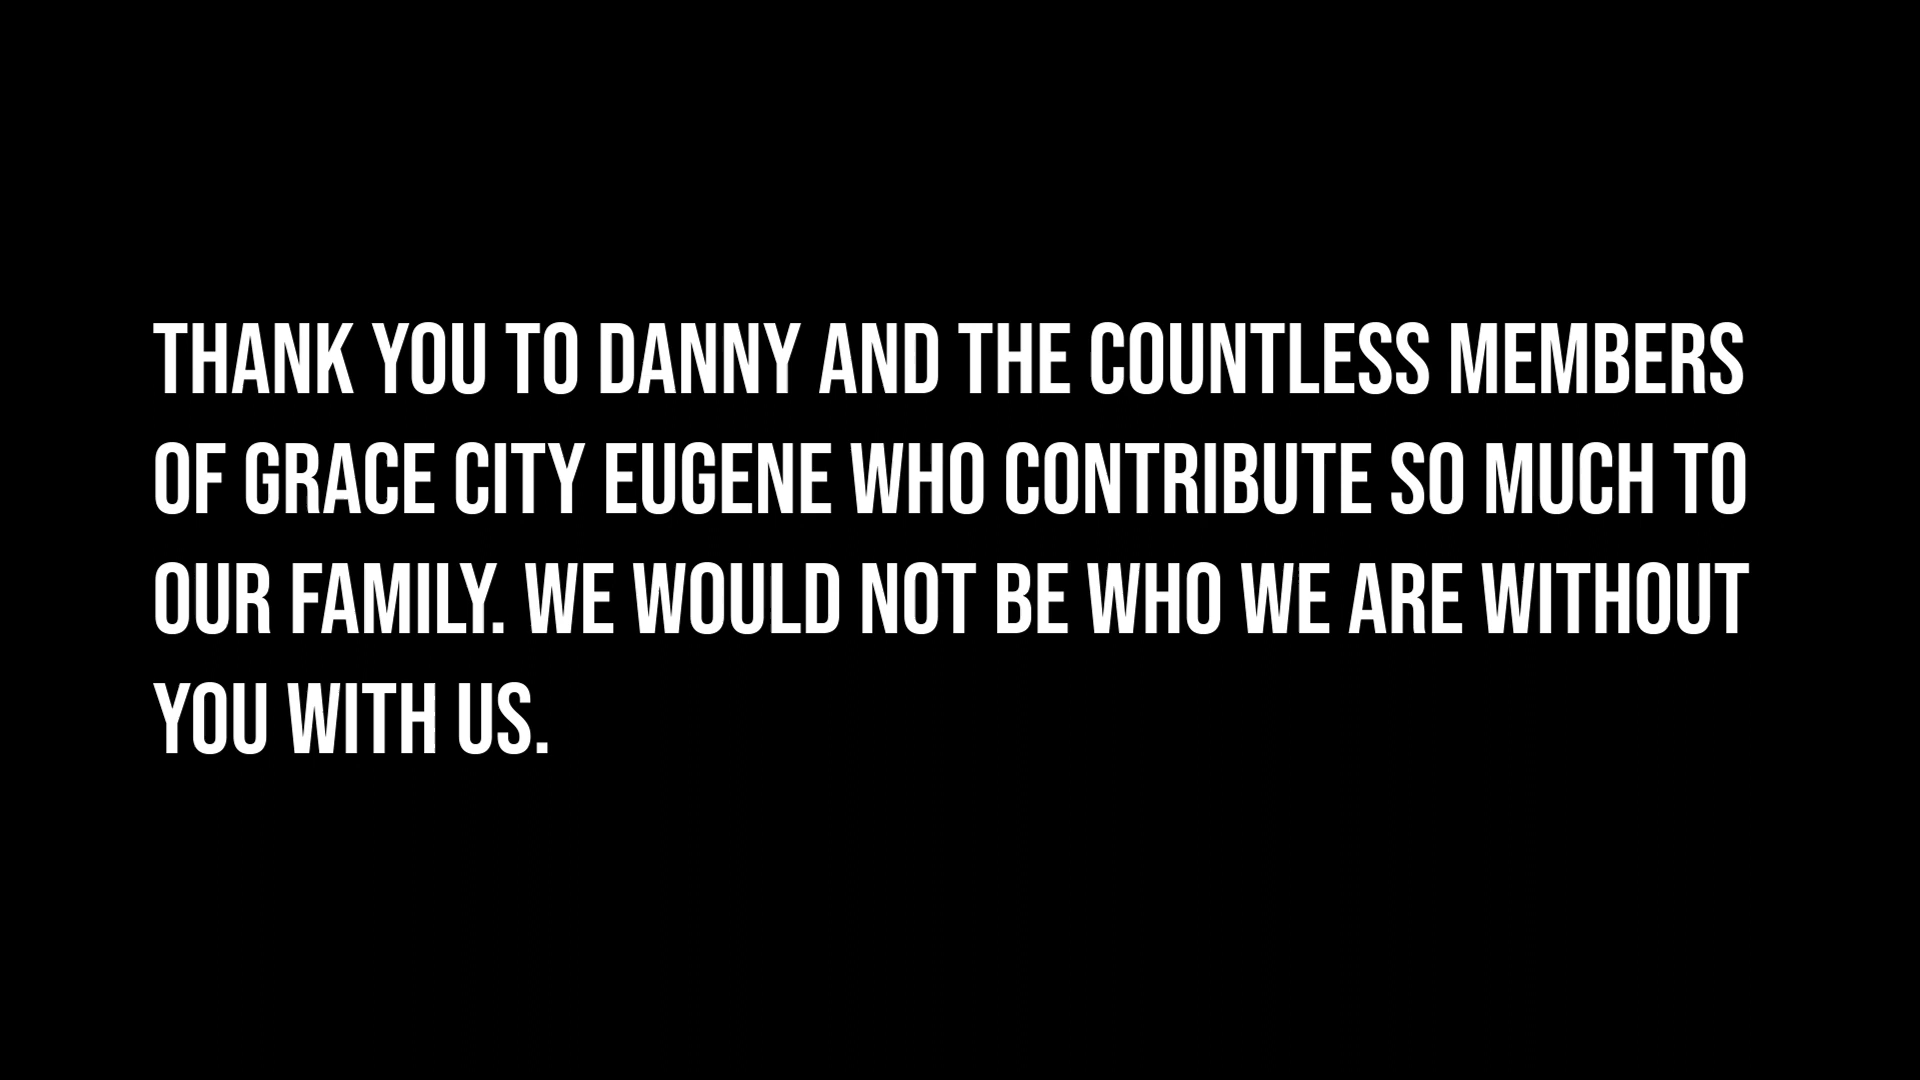 THANK YOU TO DANNY AND THE COUNTLESS MEMBERS
OF GRACE CITY EUGENE WHO CONTRIBUTE SO MUCH TO
OUR FAMILY. WE WOULD NOT BE WHO WE ARE WITHOUT
YOU WITH US.